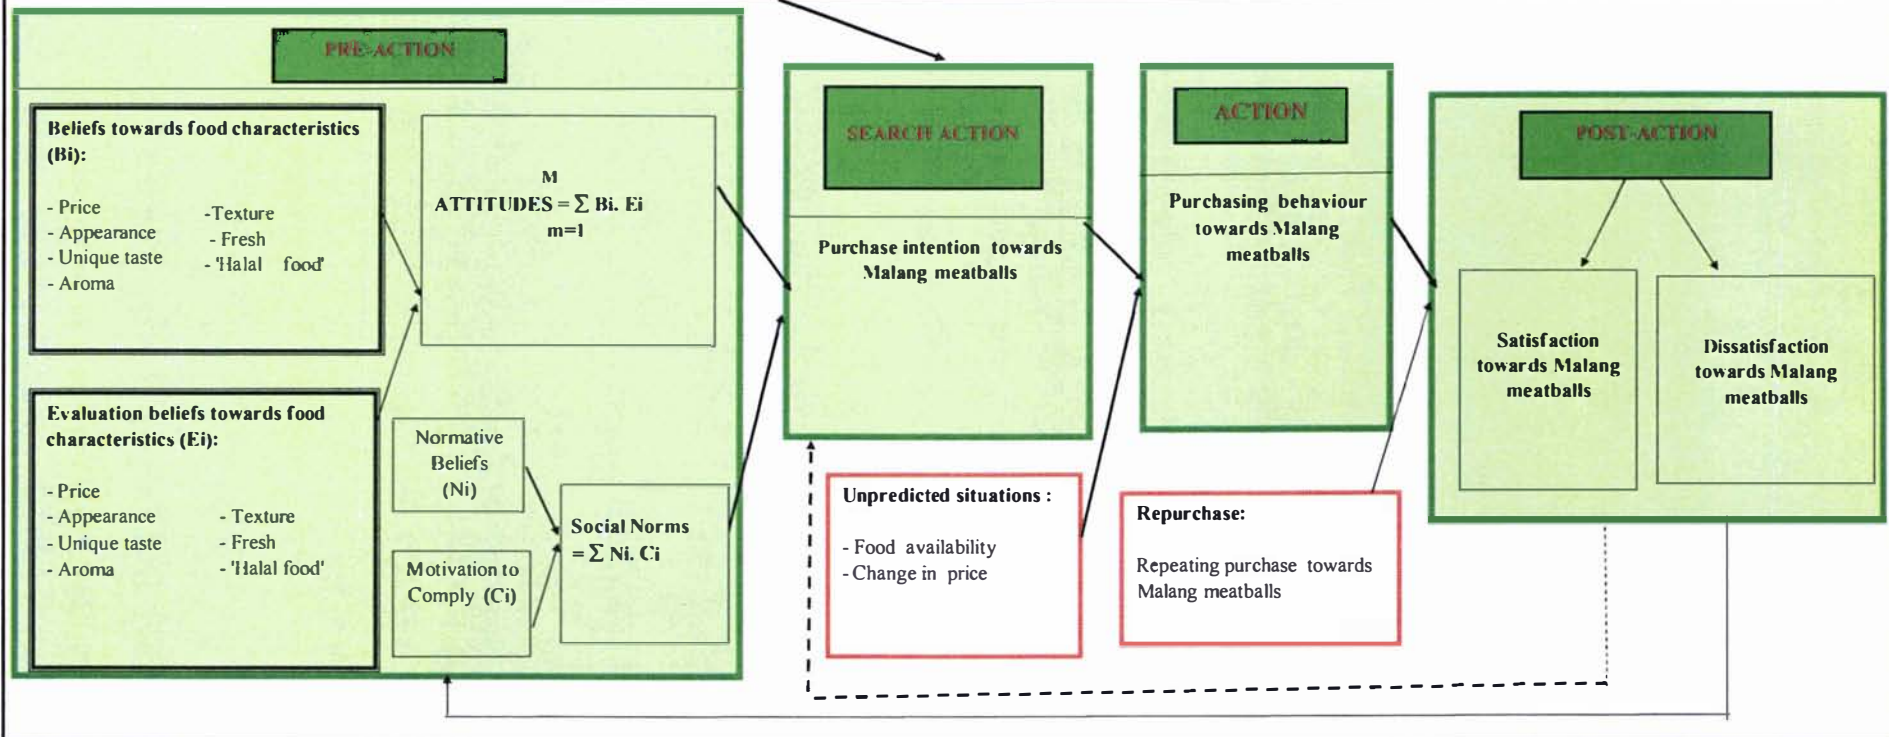 PRE-ACTION
Beliefs towards food characteristics
(Bi):
- Price
- Appearance
- Unique taste
- Aroma
-Texture
- Fresh
- 'Halal food'
Evaluation beliefs towards food
characteristics (Ei):
- Price
- Appearance
- Unique taste
- Aroma
- Texture
- Fresh
- 'Halal food'
M
ATTITUDES = ∑ Bi. Ei
m=1
Normative
Beliefs
(Ni)
Motivation to
Comply (Ci)
Social Norms
= ∑ Ni. Ci
SEARCH ACTION
Purchase intention towards
Malang meatballs
Unpredicted situations :
- Food availability
- Change in price
ACTION
Purchasing behaviour
towards Malang
meatballs
Repurchase:
Repeating purchase towards
Malang meatballs
POST-ACTION
Satisfaction
towards Malang
meatballs
Dissatisfaction
towards Malang
meatballs